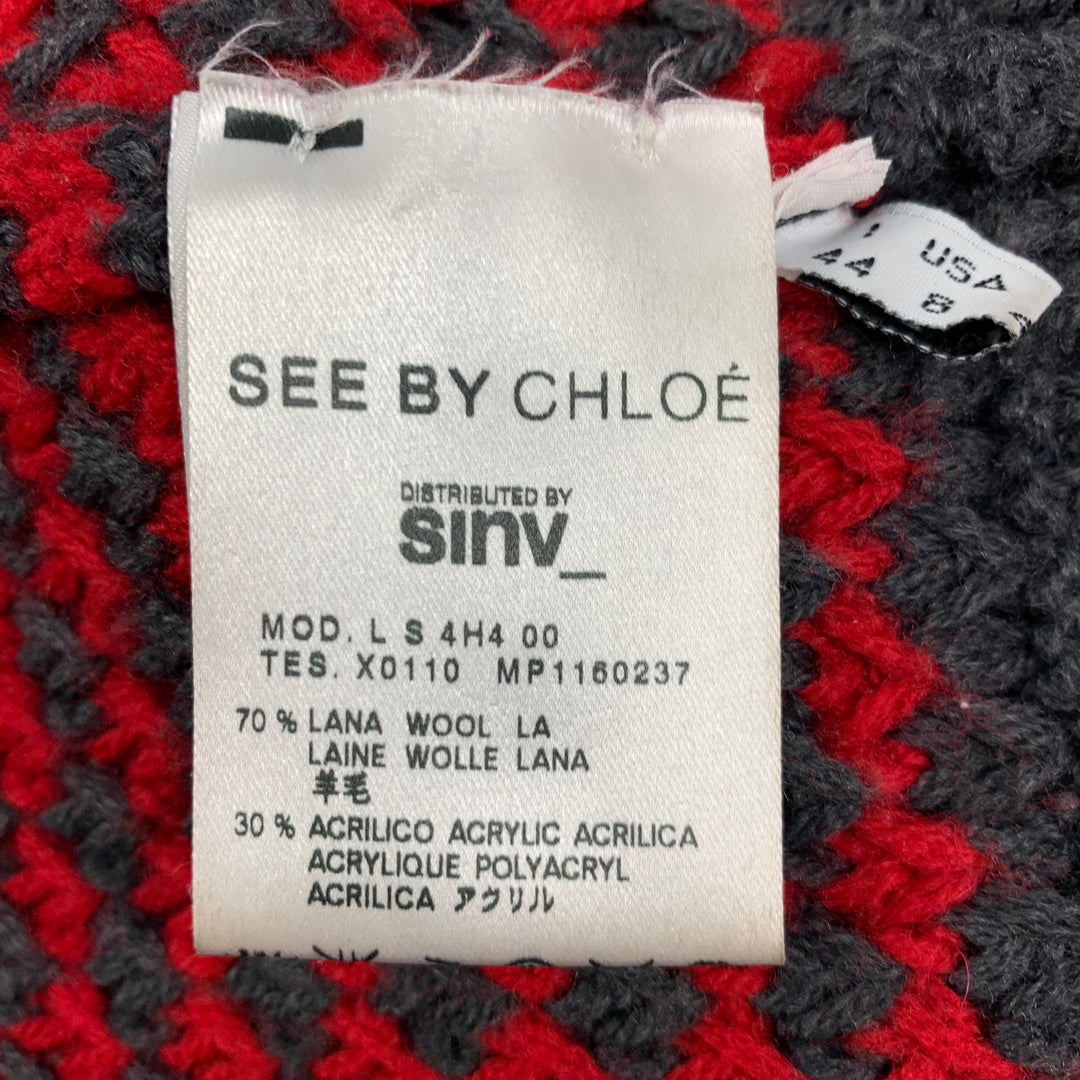 SEE BY CHLOÉ
DISTRIBUTED BY
sinv_
MOD. L S 4H4 00
TES. X0110 MP1160237
70 % LANA WOOL LA
LAINE WOLLE LANA
羊毛
30 % ACRILICO ACRYLIC ACRILICA
ACRYLIQUE POLYACRYL
ACRILICA アクリル
I USA
44 8